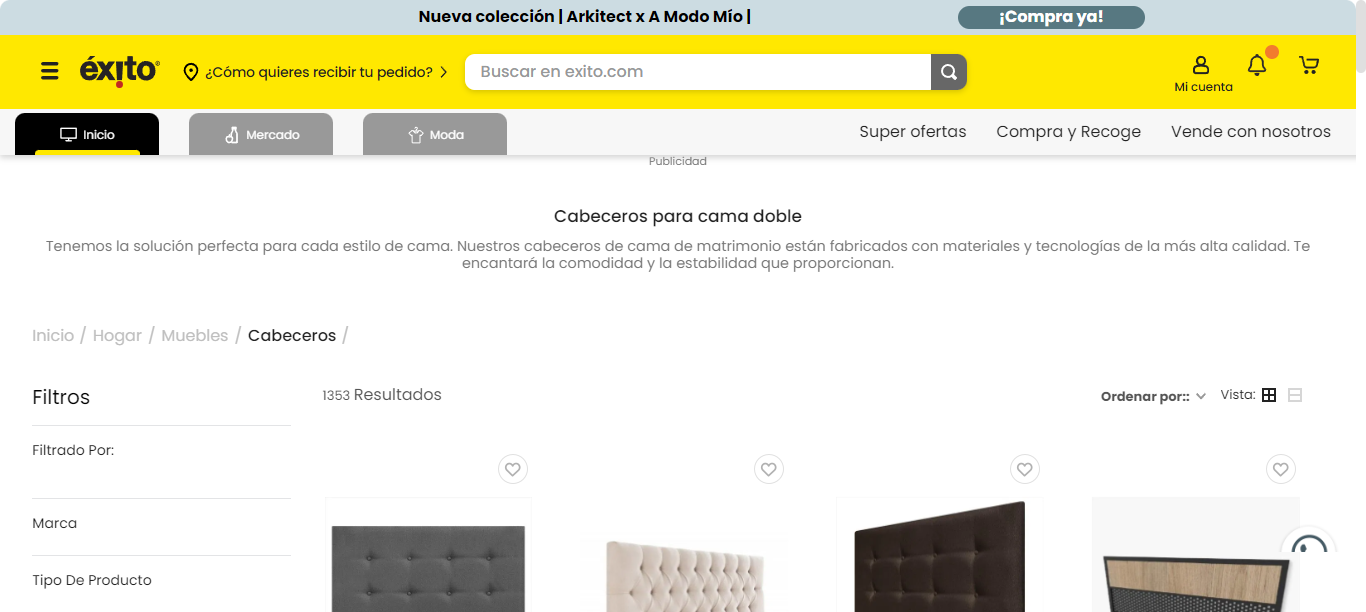 Nueva colección | Arkitect x A Modo Mío |
¡Compra ya!
éxito
¿Cómo quieres recibir tu pedido?
Buscar en exito.com
Mi cuenta
Inicio
Mercado
Moda
Super ofertas
Compra y Recoge
Vende con nosotros
Publicidad
Cabeceros para cama doble
Tenemos la solución perfecta para cada estilo de cama. Nuestros cabeceros de cama de matrimonio están fabricados con materiales y tecnologías de la más alta calidad. Te
encantará la comodidad y la estabilidad que proporcionan.
Inicio / Hogar / Muebles / Cabeceros /
Filtros
1353 Resultados
Ordenar por::
Vista:
Filtrado Por:
Marca
Tipo De Producto